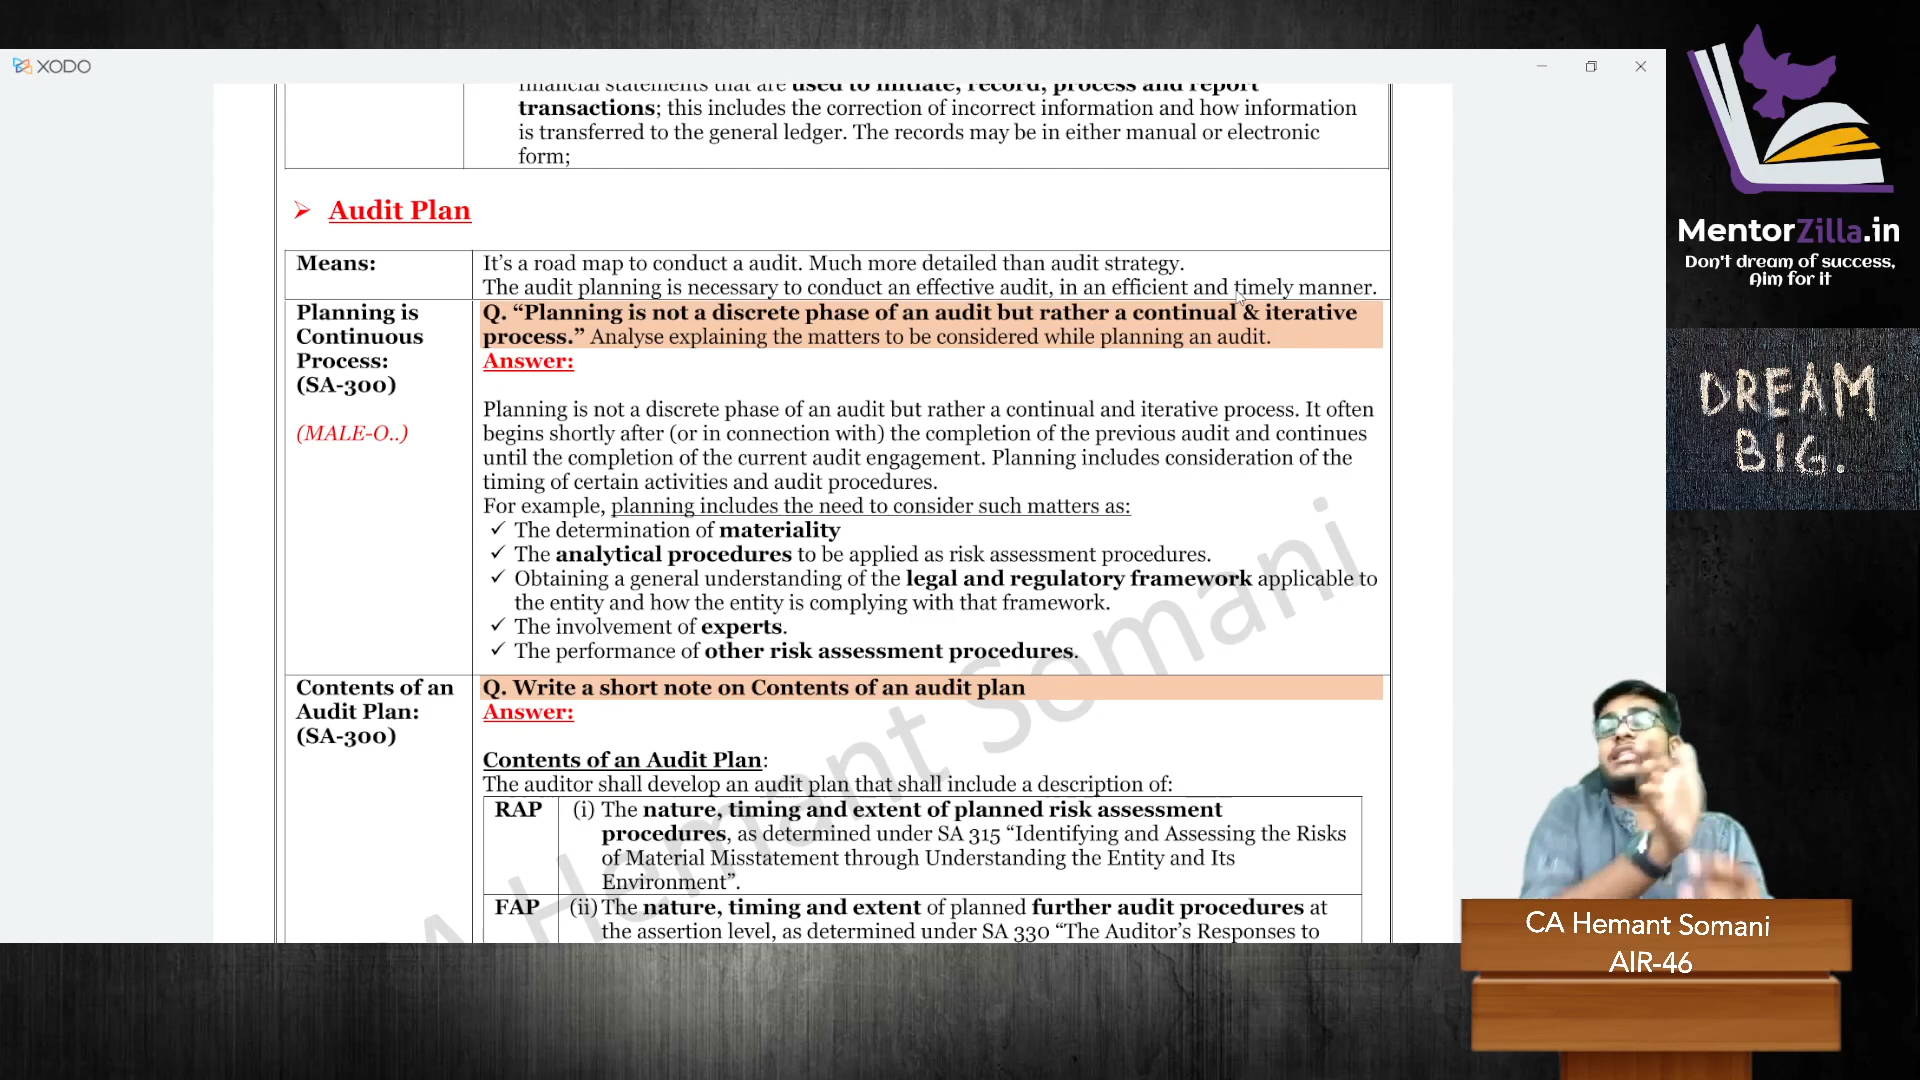 XODO
financial statements that are used to initiate, record, process and report
transactions; this includes the correction of incorrect information and how information
is transferred to the general ledger. The records may be in either manual or electronic
form;
➢ Audit Plan
Means:
It's a road map to conduct a audit. Much more detailed than audit strategy.
The audit planning is necessary to conduct an effective audit, in an efficient and timely manner.
Planning is
Continuous
Process:
(SA-300)
(MALE-O..)
Q. “Planning is not a discrete phase of an audit but rather a continual & iterative
process.” Analyse explaining the matters to be considered while planning an audit.
Answer:
Planning is not a discrete phase of an audit but rather a continual and iterative process. It often
begins shortly after (or in connection with) the completion of the previous audit and continues
until the completion of the current audit engagement. Planning includes consideration of the
timing of certain activities and audit procedures.
For example, planning includes the need to consider such matters as:
✓ The determination of materiality
✓ The analytical procedures to be applied as risk assessment procedures.
✓ Obtaining a general understanding of the legal and regulatory framework applicable to
the entity and how the entity is complying with that framework.
✓ The involvement of experts.
✓ The performance of other risk assessment procedures.
Contents of an
Audit Plan:
(SA-300)
Q. Write a short note on Contents of an audit plan
Answer:
Contents of an Audit Plan:
The auditor shall develop an audit plan that shall include a description of:
RAP
(i) The nature, timing and extent of planned risk assessment
procedures, as determined under SA 315 “Identifying and Assessing the Risks
of Material Misstatement through Understanding the Entity and Its
Environment”.
FAP
(ii) The nature, timing and extent of planned further audit procedures at
the assertion level, as determined under SA 330 “The Auditor's Responses to
A Hemant Somani
MentorZilla.in
Don't dream of success,
Aim for it
DREAM
BIG.
CA Hemant Somani
AIR-46